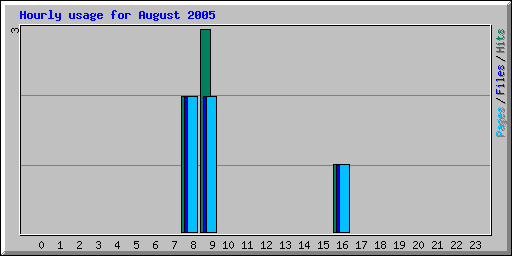 Hourly usage for August 2005
3
Pages/Files/Hits
0 1 2 3 4 5 6 7 8 9 10 11 12 13 14 15 16 17 18 19 20 21 22 23